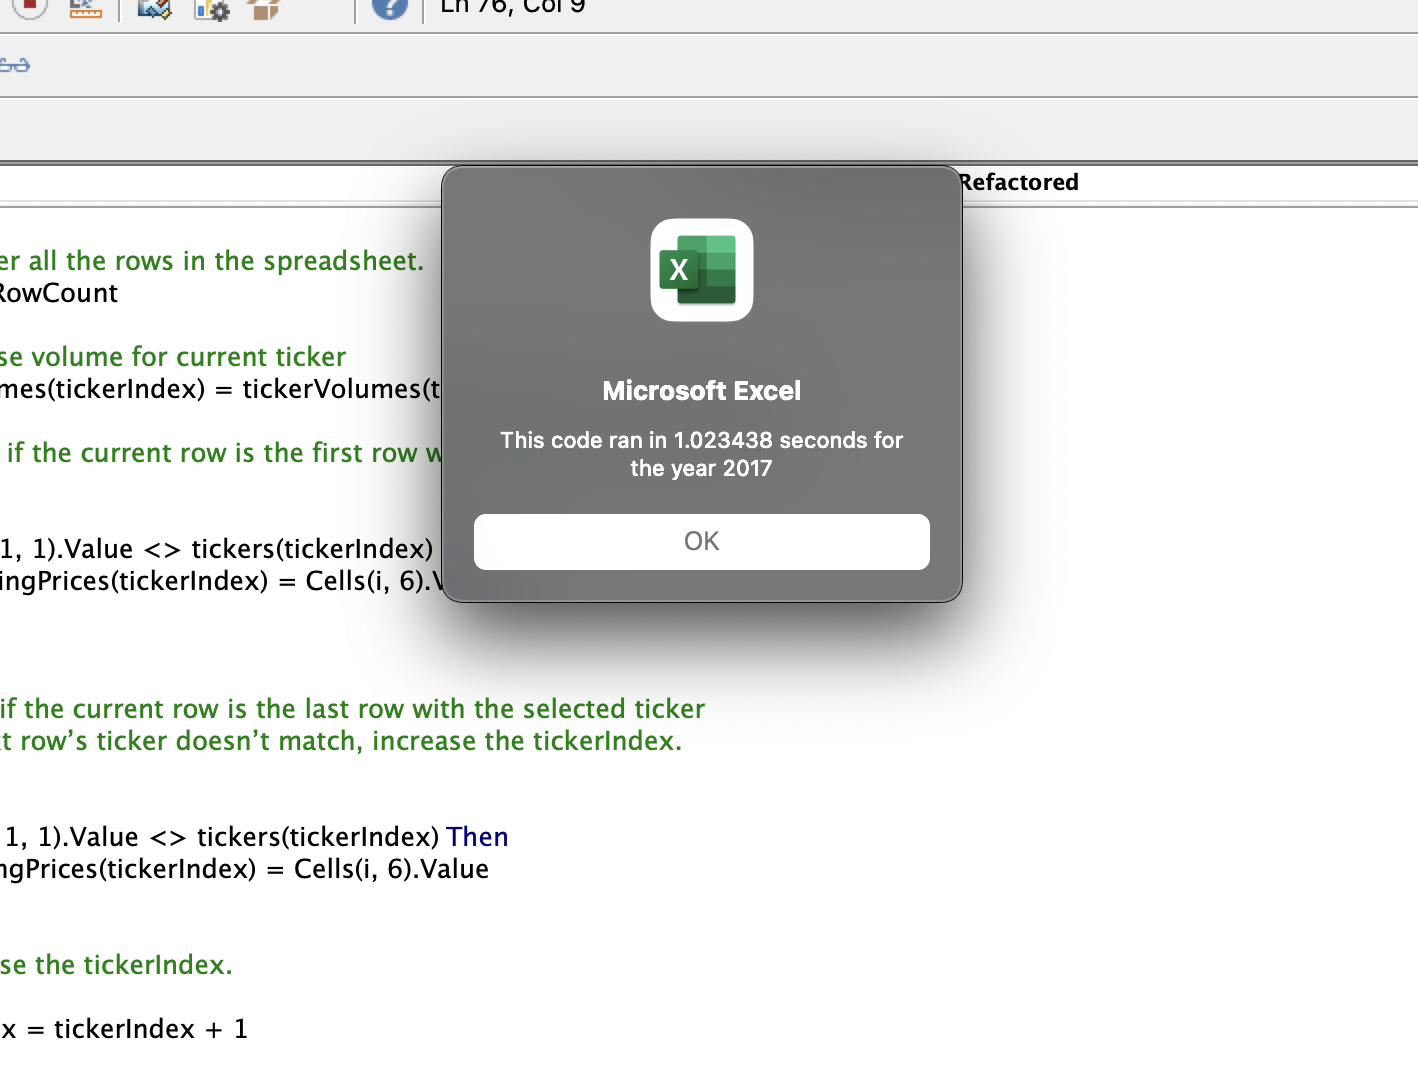 Ln 76, Col 9
Refactored
er all the rows in the spreadsheet.
RowCount
se volume for current ticker
mes(tickerIndex) = tickerVolumes(t
if the current row is the first row w
1, 1).Value <> tickers(tickerIndex)
ingPrices(tickerIndex) = Cells(i, 6).V
if the current row is the last row with the selected ticker
t row’s ticker doesn’t match, increase the tickerIndex.
1, 1).Value <> tickers(tickerIndex) Then
ngPrices(tickerIndex) = Cells(i, 6).Value
se the tickerIndex.
x = tickerIndex + 1
X
Microsoft Excel
This code ran in 1.023438 seconds for
the year 2017
OK